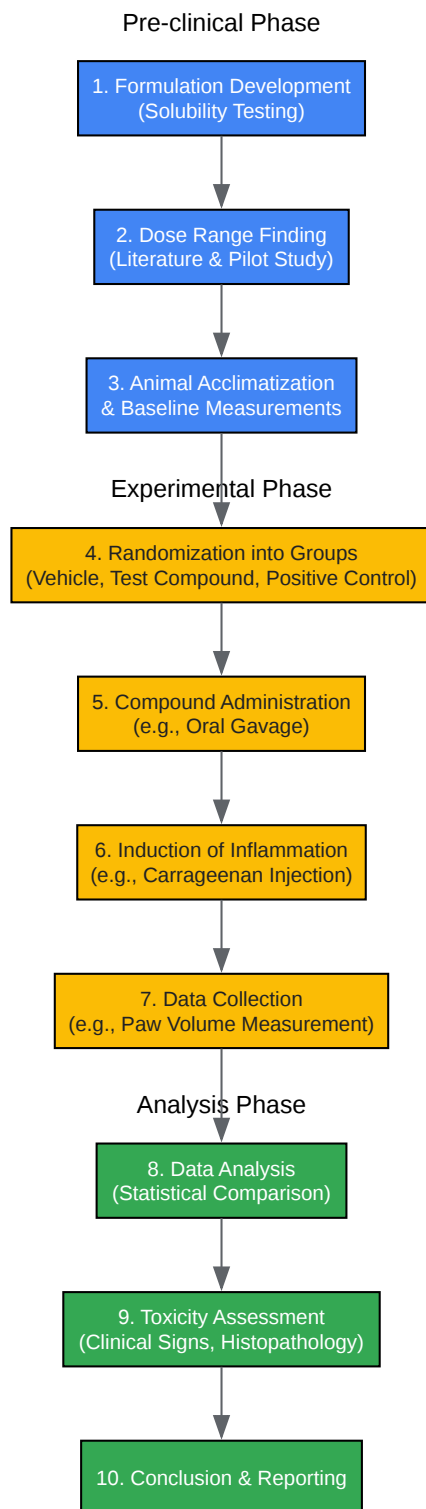 Pre-clinical Phase
1. Formulation Development
(Solubility Testing)
2. Dose Range Finding
(Literature & Pilot Study)
3. Animal Acclimatization
& Baseline Measurements
Experimental Phase
4. Randomization into Groups
(Vehicle, Test Compound, Positive Control)
5. Compound Administration
(e.g., Oral Gavage)
6. Induction of Inflammation
(e.g., Carrageenan Injection)
7. Data Collection
(e.g., Paw Volume Measurement)
Analysis Phase
8. Data Analysis
(Statistical Comparison)
9. Toxicity Assessment
(Clinical Signs, Histopathology)
10. Conclusion & Reporting